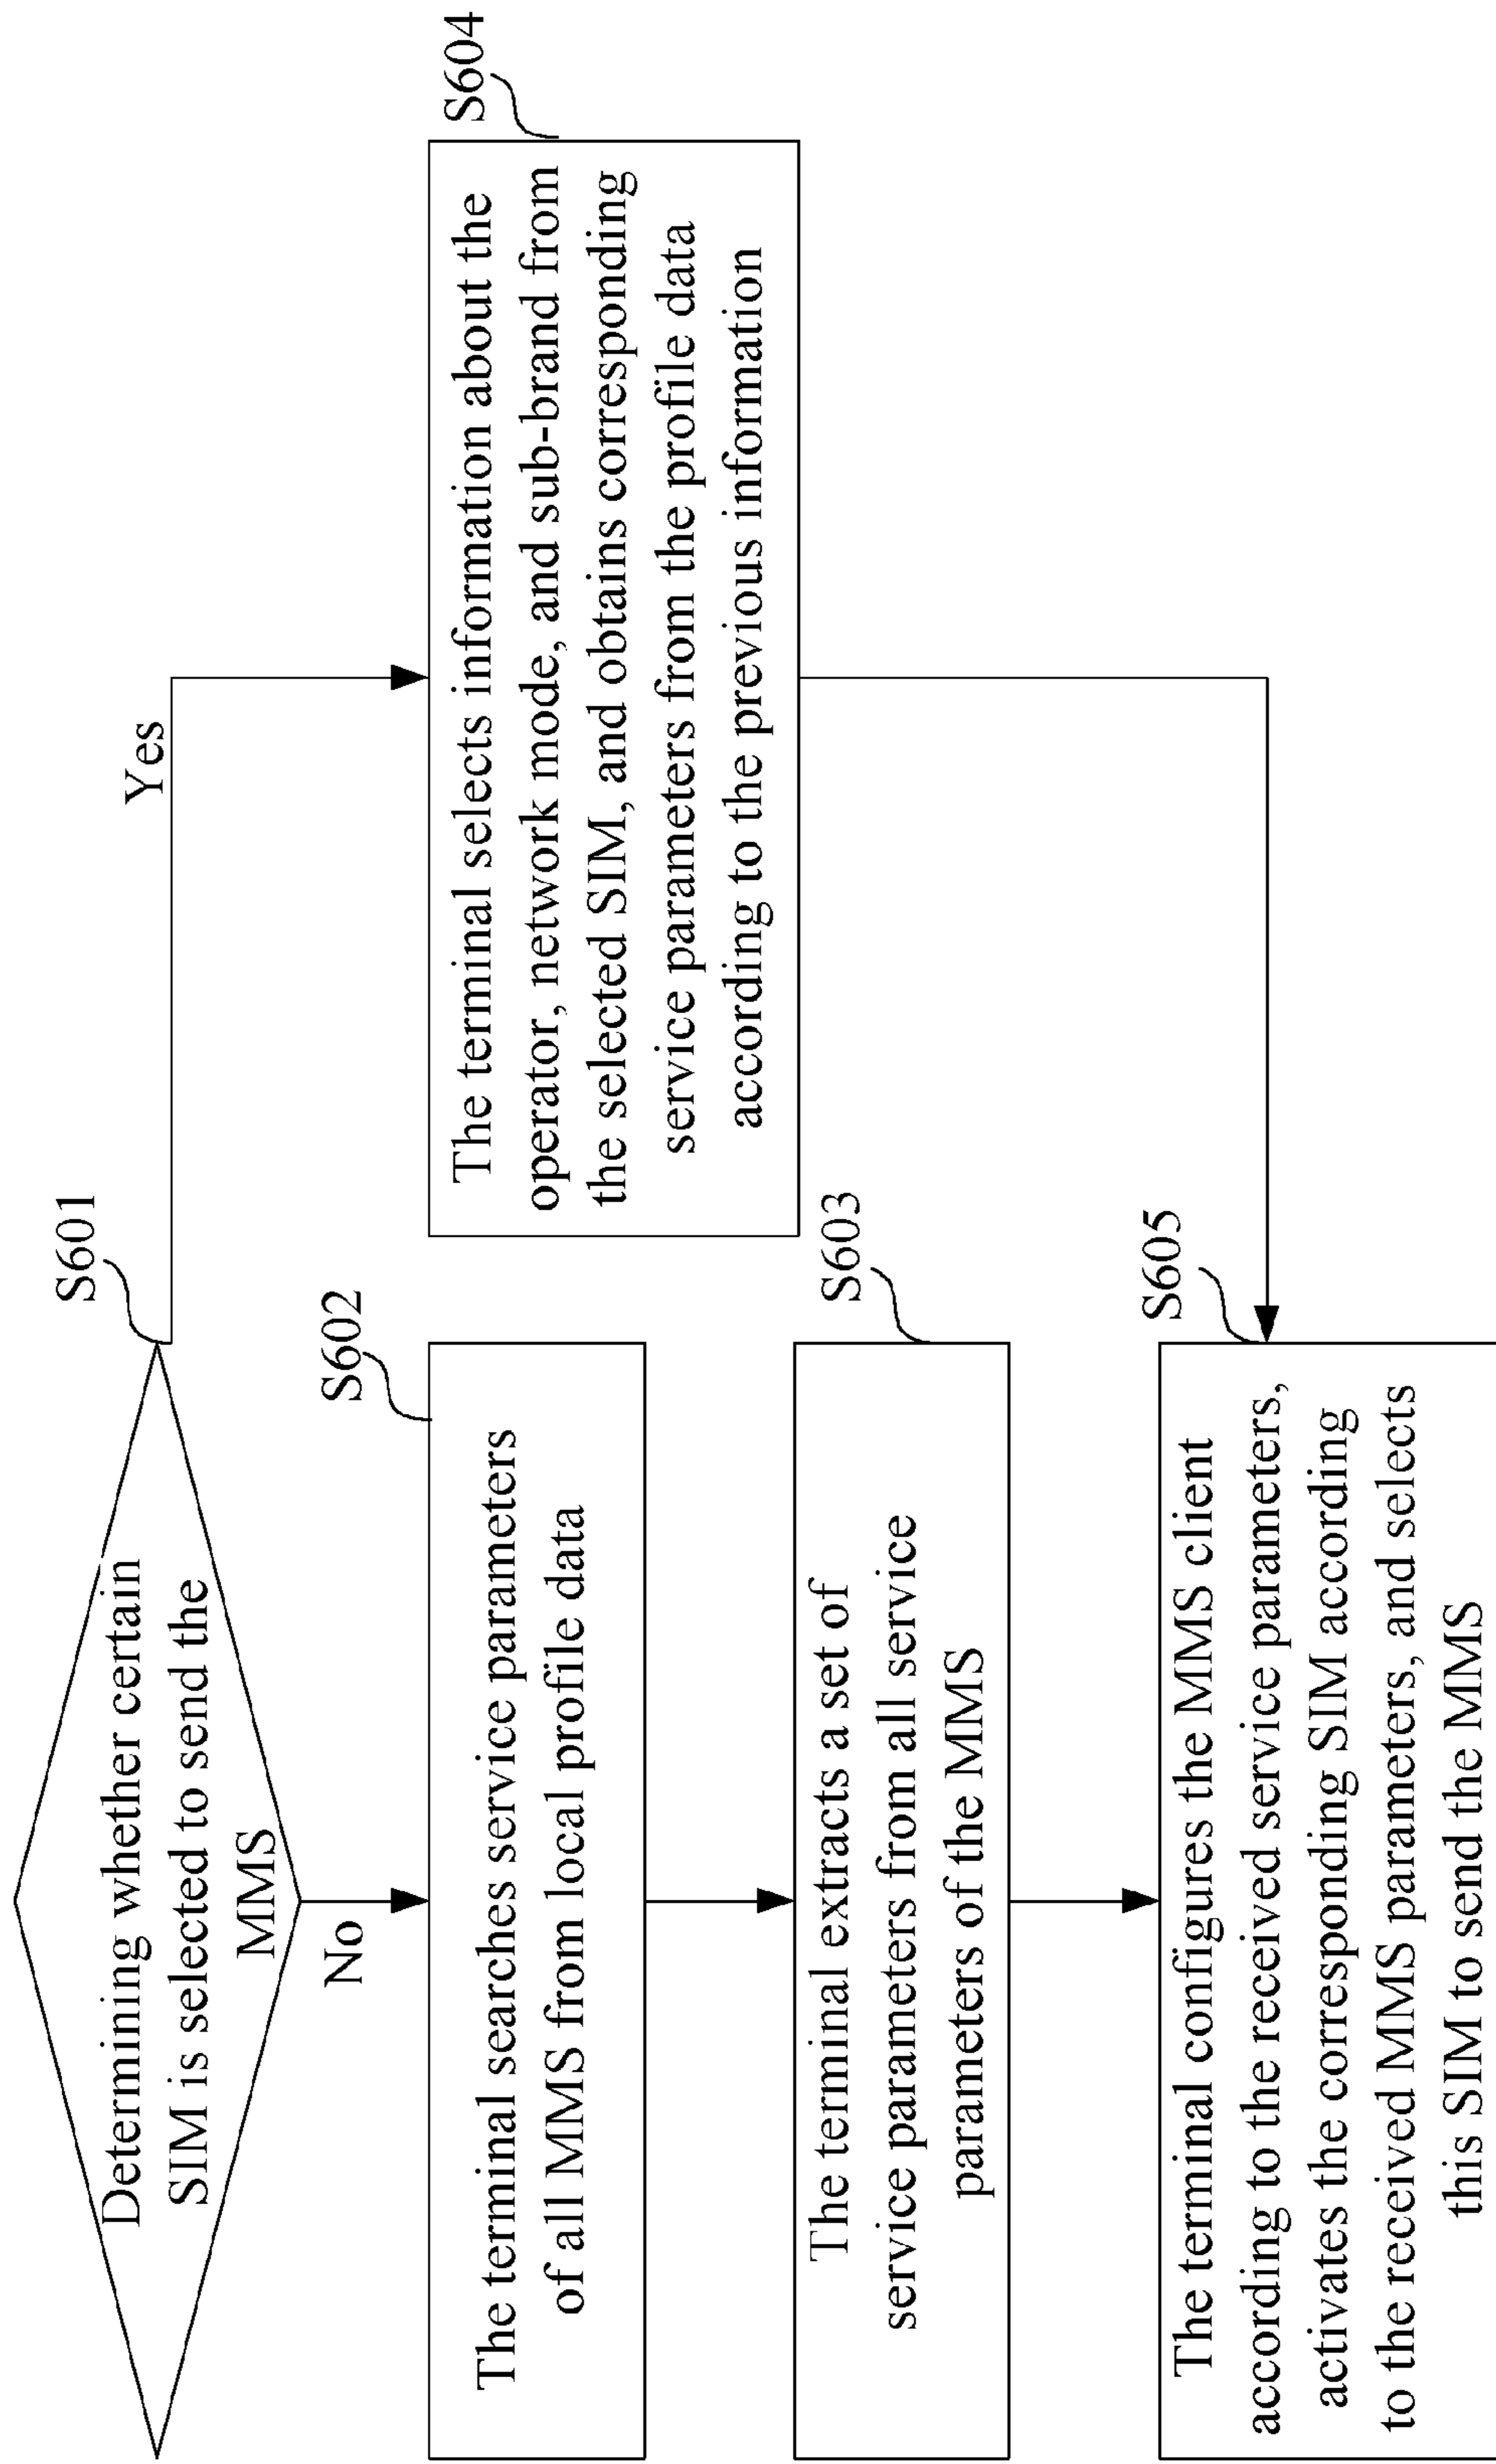 S601
Determining whether certain
SIM is selected to send the
MMS
Yes
No
S602
The terminal searches service parameters
of all MMS from local profile data
S603
The terminal extracts a set of
service parameters from all service
parameters of the MMS
S604
The terminal selects information about the
operator, network mode, and sub-brand from
the selected SIM, and obtains corresponding
service parameters from the profile data
according to the previous information
S605
The terminal configures the MMS client
according to the received service parameters,
activates the corresponding SIM according
to the received MMS parameters, and selects
this SIM to send the MMS